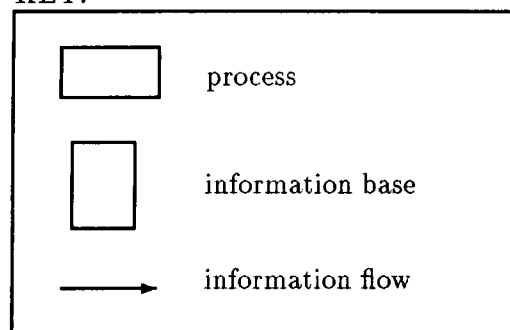 KEY:
process
information base
information flow